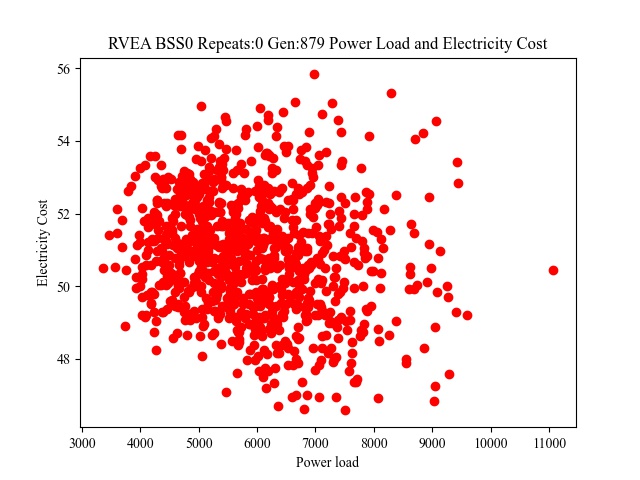 RVEA BSS0 Repeats:0 Gen:879 Power Load and Electricity Cost
56
54
52
50
48
Electricity Cost
3000 4000 5000 6000 7000 8000 9000 10000 11000
Power load